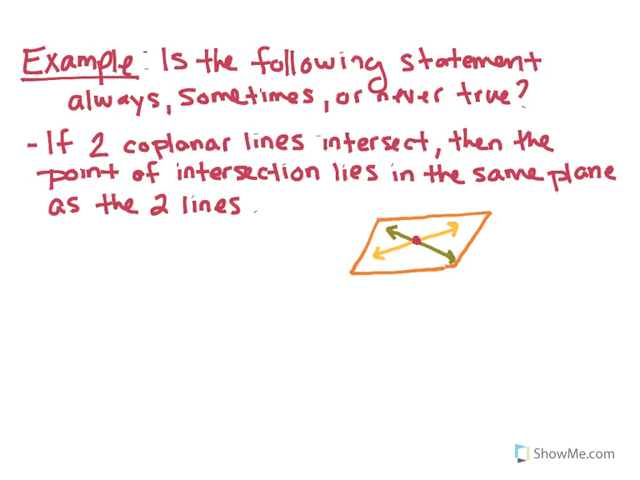 Example: Is the following statement
always, sometimes, or never true?
- If 2 coplanar lines intersect, then the
point of intersection lies in the same plane
as the 2 lines.
ShowMe.com